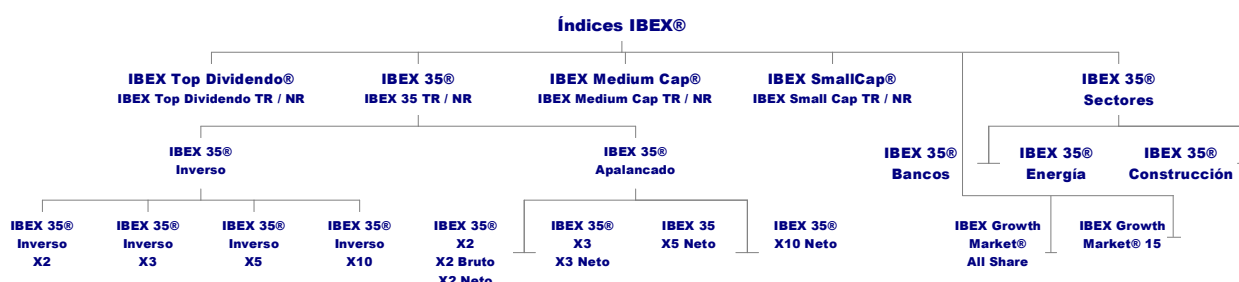 Índices IBEX®
IBEX Top Dividendo®
IBEX Top Dividendo TR / NR
IBEX 35®
IBEX 35 TR / NR
IBEX Medium Cap®
IBEX Medium Cap TR / NR
IBEX SmallCap®
IBEX Small Cap TR / NR
IBEX 35®
Sectores
IBEX 35®
Inverso
IBEX 35®
Apalancado
IBEX 35®
Bancos
IBEX 35®
Energía
IBEX 35®
Construcción
IBEX 35®
Inverso
X2
IBEX 35®
Inverso
X3
IBEX 35®
Inverso
X5
IBEX 35®
Inverso
X10
IBEX 35®
X2
X2 Bruto
X2 Neto
IBEX 35®
X3
X3 Neto
IBEX 35
X5 Neto
IBEX 35®
X10 Neto
IBEX Growth
Market®
All Share
IBEX Growth
Market® 15